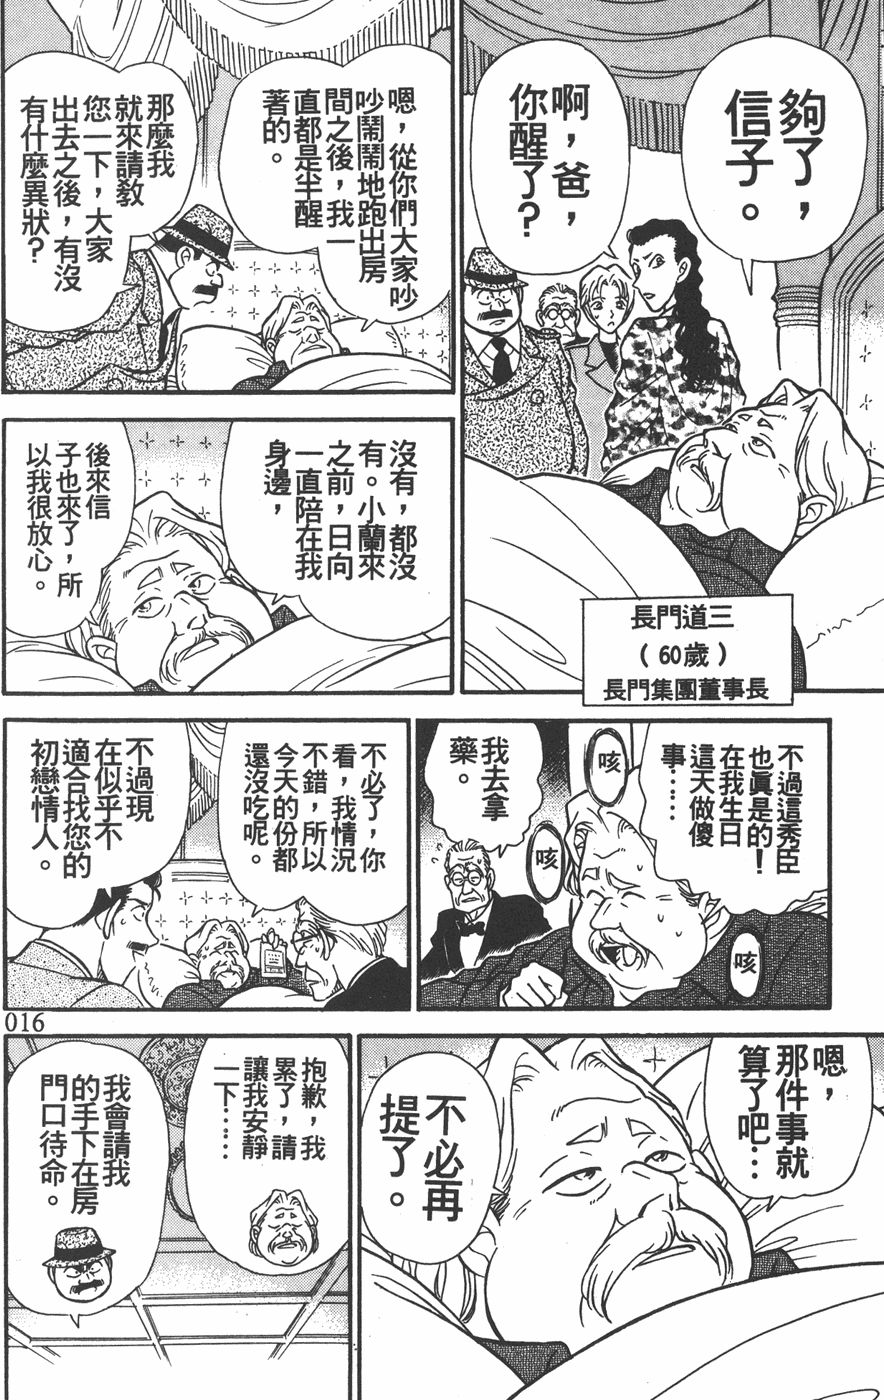 夠了，
信子。
啊，爸，
你醒了？
長門道三
（60歲）
長門集團董事長
嗯，從你們大家吵
吵鬧鬧地跑出房
間之後，我一
直都是半醒
著的。
那麼我
就來請教
您一下，大家
出去之後，有沒
有什麼異狀？
沒有，都沒
有。小蘭來
之前，日向
一直陪在我
身邊，
後來信
子也來了，所
以我很放心。
不過這秀臣
也真是的！
在我生日
這天做傻
事……
咳
咳
咳
我去拿
藥。
不必了，你
看，我情況
不錯，所以
今天的份都
還沒吃呢。
不過現
在似乎不
適合找您的
初戀情人。
嗯，
那件事就
算了吧…
不必再
提了。
抱歉，我
累了，請
讓我安靜
一下……
我會請我
的手下在房
門口待命。
016